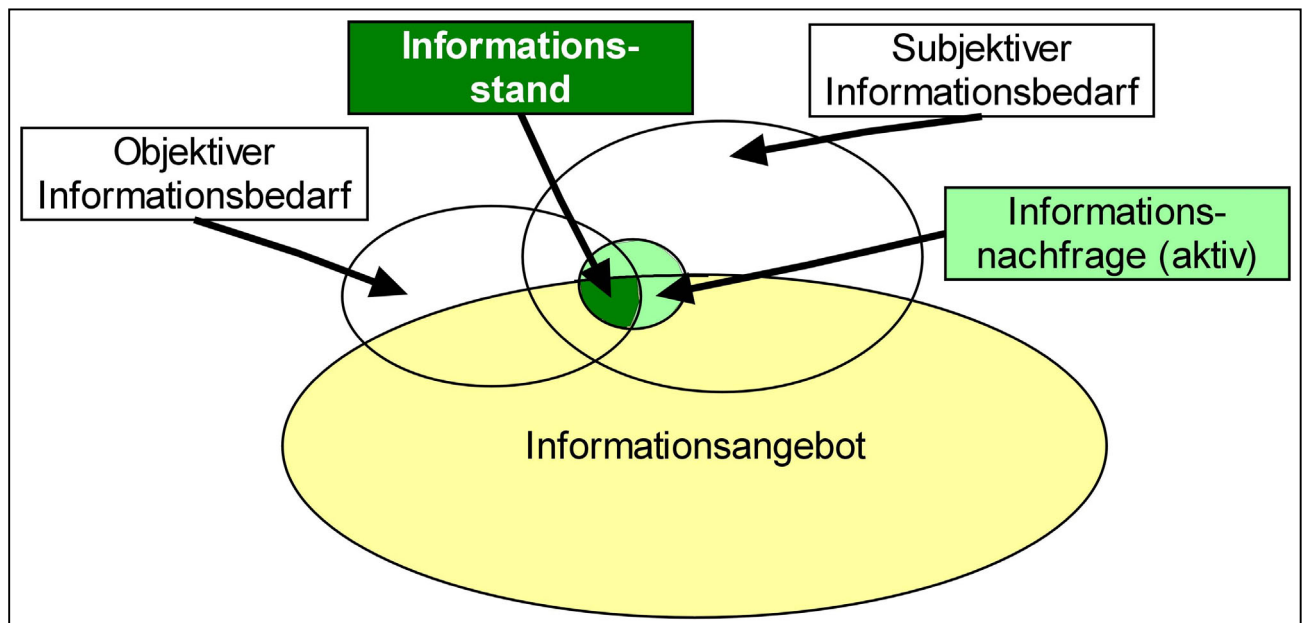 Informations-
stand
Subjektiver
Informationsbedarf
Objektiver
Informationsbedarf
Informations-
nachfrage (aktiv)
Informationsangebot